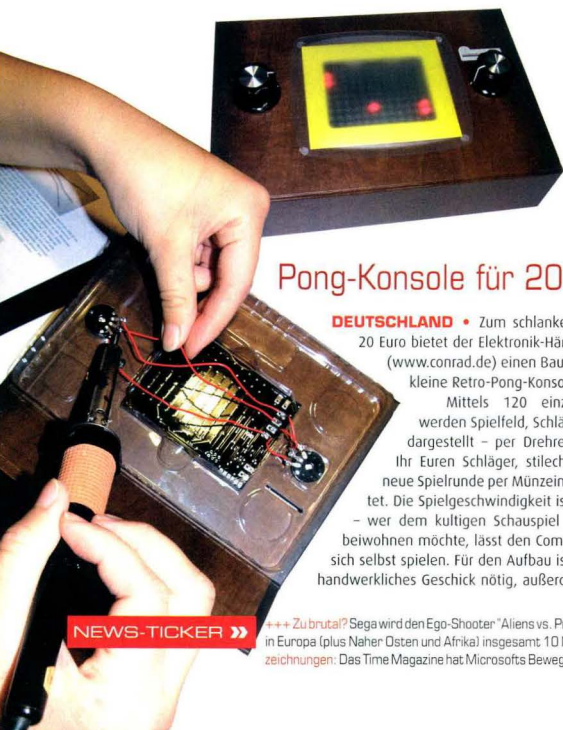 Pong-Konsole für 20
DEUTSCHLAND • Zum schlanke
20 Euro bietet der Elektronik-Hän
(www.conrad.de) einen Bau
kleine Retro-Pong-Konso
Mittels 120 einz
werden Spielfeld, Schlä
dargestellt – per Drehre
Ihr Euren Schläger, stilech
neue Spielrunde per Münzein
tet. Die Spielgeschwindigkeit is
– wer dem kultigen Schauspiel
beiwohnen möchte, lässt den Com
sich selbst spielen. Für den Aufbau is
handwerkliches Geschick nötig, außerd
NEWS-TICKER »
+++ Zu brutal? Sega wird den Ego-Shooter "Aliens vs. Pr
in Europa (plus Naher Osten und Afrika) insgesamt 10
zeichnungen: Das Time Magazine hat Microsofts Beweg